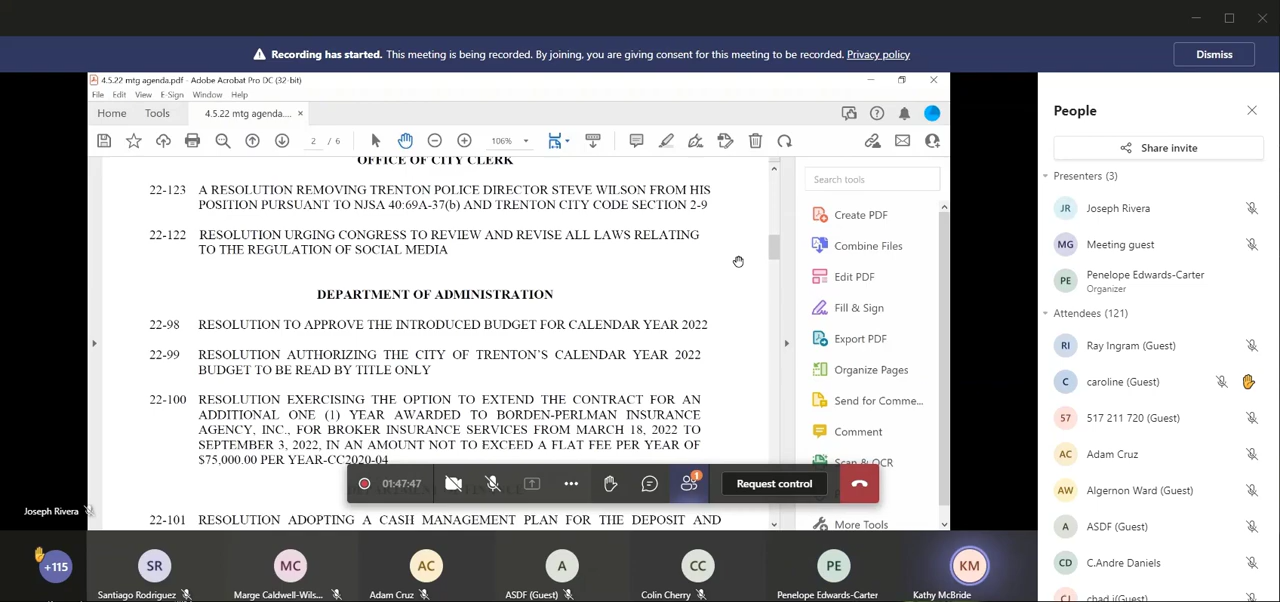 Recording has started. This meeting is being recorded. By joining, you are giving consent for this meeting to be recorded. Privacy policy
Dismiss
4.5.22 mtg agenda.pdf - Adobe Acrobat Pro DC (32-bit)
File Edit View E-Sign Window Help
Home Tools 4.5.22 mtg agenda.... ×
2 / 6 106%
OFFICE OF CITY CLERK
22-123 A RESOLUTION REMOVING TRENTON POLICE DIRECTOR STEVE WILSON FROM HIS
POSITION PURSUANT TO NJSA 40:69A-37(b) AND TRENTON CITY CODE SECTION 2-9
22-122 RESOLUTION URGING CONGRESS TO REVIEW AND REVISE ALL LAWS RELATING
TO THE REGULATION OF SOCIAL MEDIA
DEPARTMENT OF ADMINISTRATION
22-98 RESOLUTION TO APPROVE THE INTRODUCED BUDGET FOR CALENDAR YEAR 2022
22-99 RESOLUTION AUTHORIZING THE CITY OF TRENTON'S CALENDAR YEAR 2022
BUDGET TO BE READ BY TITLE ONLY
22-100 RESOLUTION EXERCISING THE OPTION TO EXTEND THE CONTRACT FOR AN
ADDITIONAL ONE (1) YEAR AWARDED TO BORDEN-PERLMAN INSURANCE
AGENCY, INC., FOR BROKER INSURANCE SERVICES FROM MARCH 18, 2022 TO
SEPTEMBER 3, 2022, IN AN AMOUNT NOT TO EXCEED A FLAT FEE PER YEAR OF
$75,000.00 PER YEAR-CC2020-04
22-101 RESOLUTION ADOPTING A CASH MANAGEMENT PLAN FOR THE DEPOSIT AND
Search tools
Create PDF
Combine Files
Edit PDF
Fill & Sign
Export PDF
Organize Pages
Send for Comme...
Comment
Scan & OCR
More Tools
01:47:47
1
Request control
Joseph Rivera
+115
SR
Santiago Rodriguez
MC
Marge Caldwell-Wils...
AC
Adam Cruz
A
ASDF (Guest)
CC
Colin Cherry
PE
Penelope Edwards-Carter
KM
Kathy McBride
People
Share invite
Presenters (3)
JR Joseph Rivera
MG Meeting guest
PE Penelope Edwards-Carter
Organizer
Attendees (121)
RI Ray Ingram (Guest)
C caroline (Guest)
57 517 211 720 (Guest)
AC Adam Cruz
AW Algernon Ward (Guest)
A ASDF (Guest)
CD C.Andre Daniels